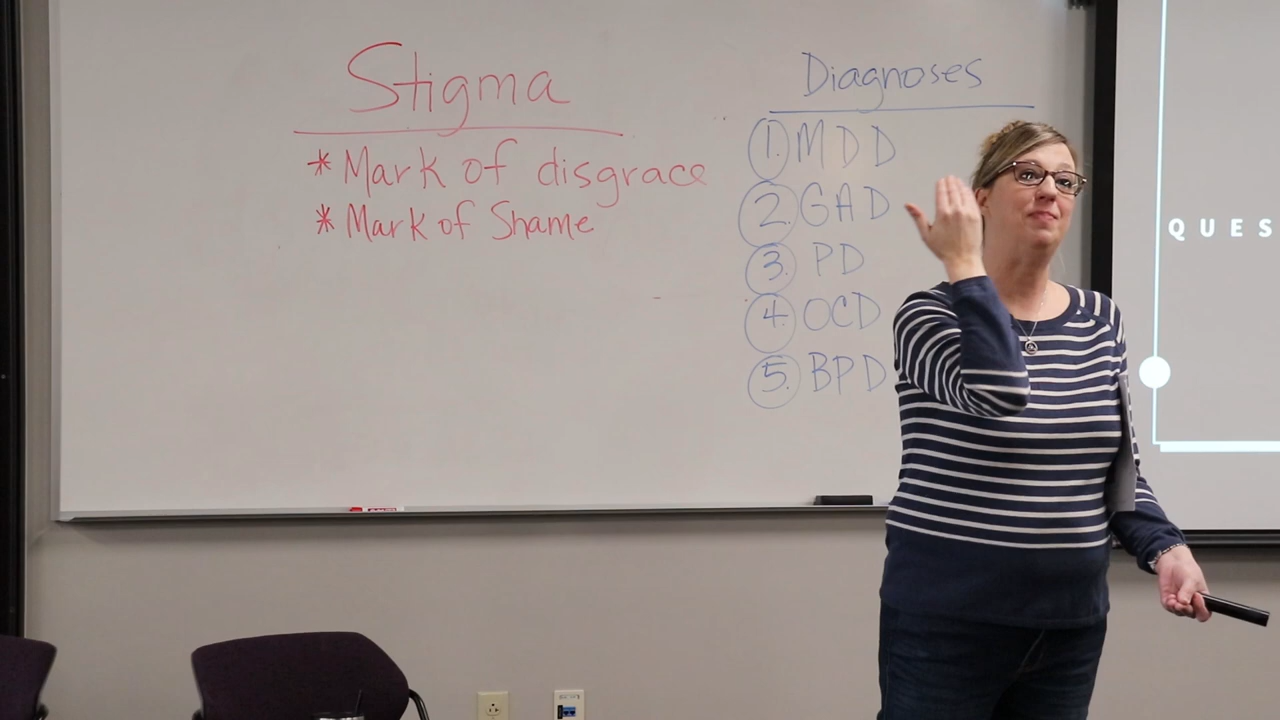 Stigma
* Mark of disgrace
* Mark of Shame
Diagnoses
1. MDD
2. GAD
3. PD
4. OCD
5. BPD
QUES